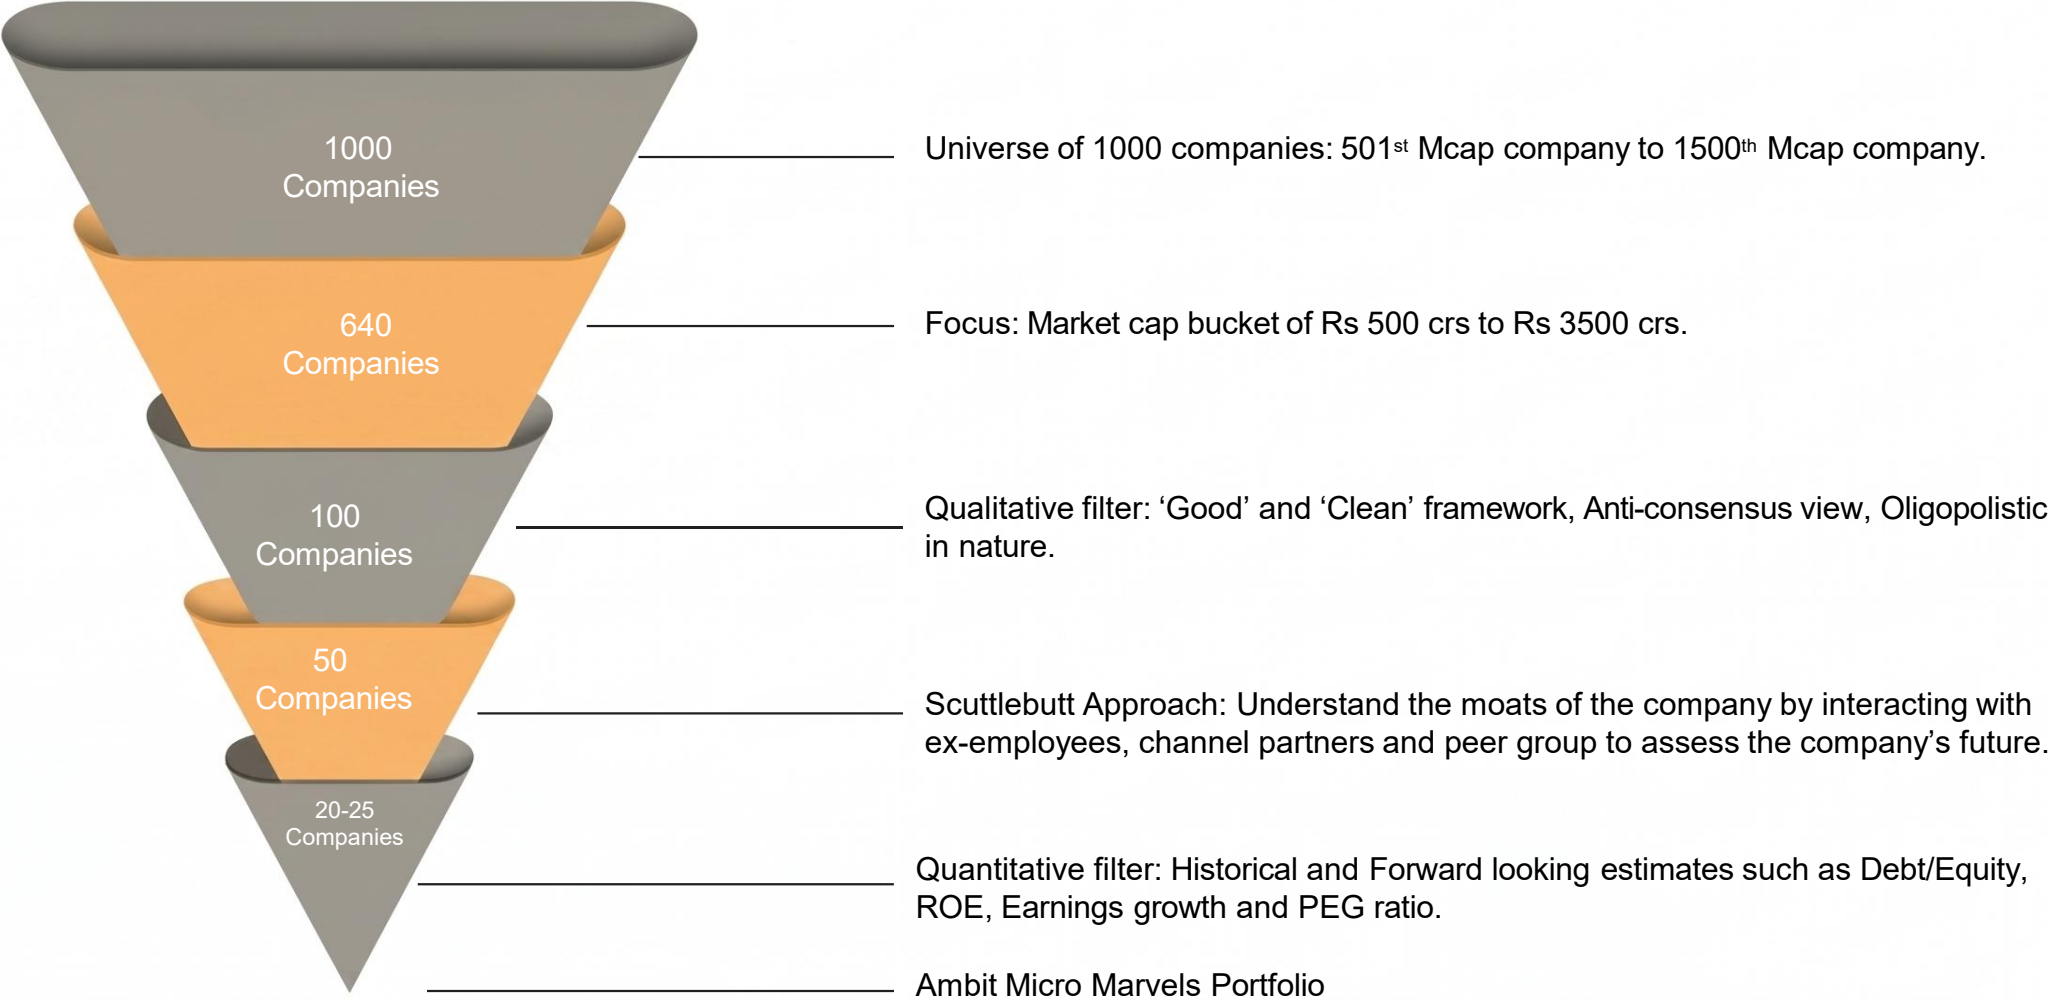 1000
Companies
Universe of 1000 companies: 501st Mcap company to 1500th Mcap company.
640
Companies
Focus: Market cap bucket of Rs 500 crs to Rs 3500 crs.
100
Companies
Qualitative filter: ‘Good’ and ‘Clean’ framework, Anti-consensus view, Oligopolistic
in nature.
50
Companies
Scuttlebutt Approach: Understand the moats of the company by interacting with
ex-employees, channel partners and peer group to assess the company’s future.
20-25
Companies
Quantitative filter: Historical and Forward looking estimates such as Debt/Equity,
ROE, Earnings growth and PEG ratio.
Ambit Micro Marvels Portfolio